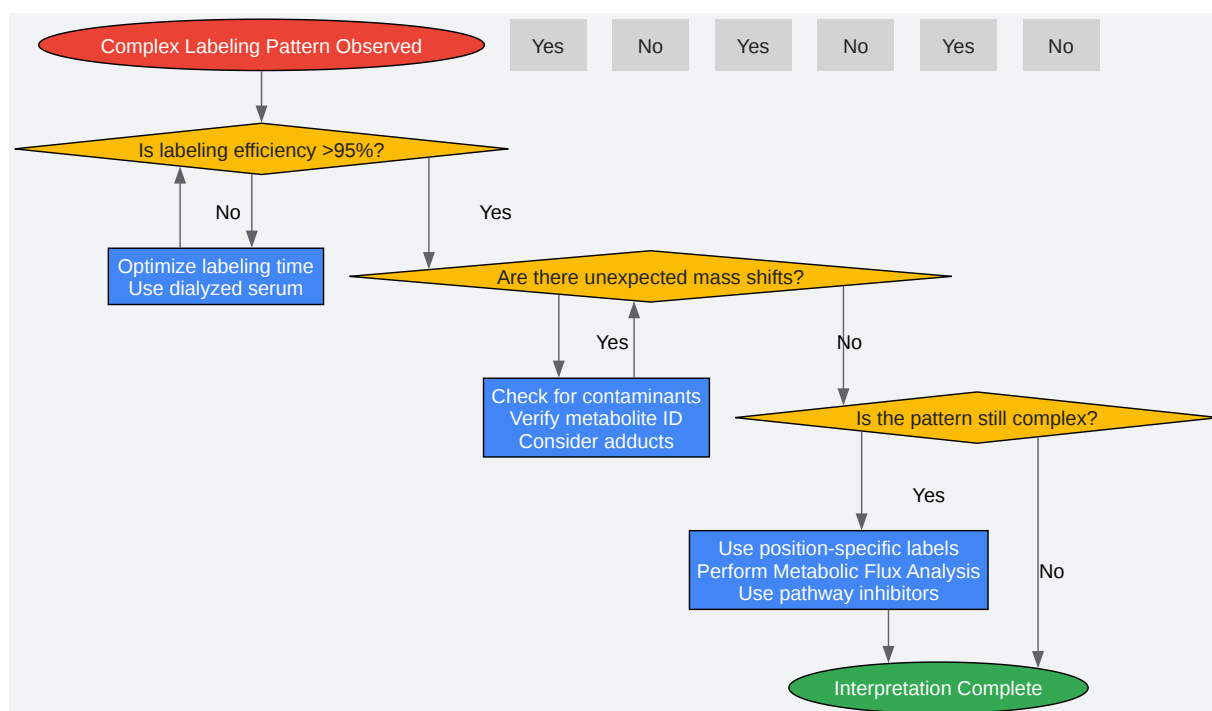 Complex Labeling Pattern Observed
Yes
No
Yes
No
Yes
No
Is labeling efficiency >95%?
No
Yes
Optimize labeling time
Use dialyzed serum
Are there unexpected mass shifts?
Yes
No
Check for contaminants
Verify metabolite ID
Consider adducts
Is the pattern still complex?
Yes
Use position-specific labels
Perform Metabolic Flux Analysis
Use pathway inhibitors
No
Interpretation Complete